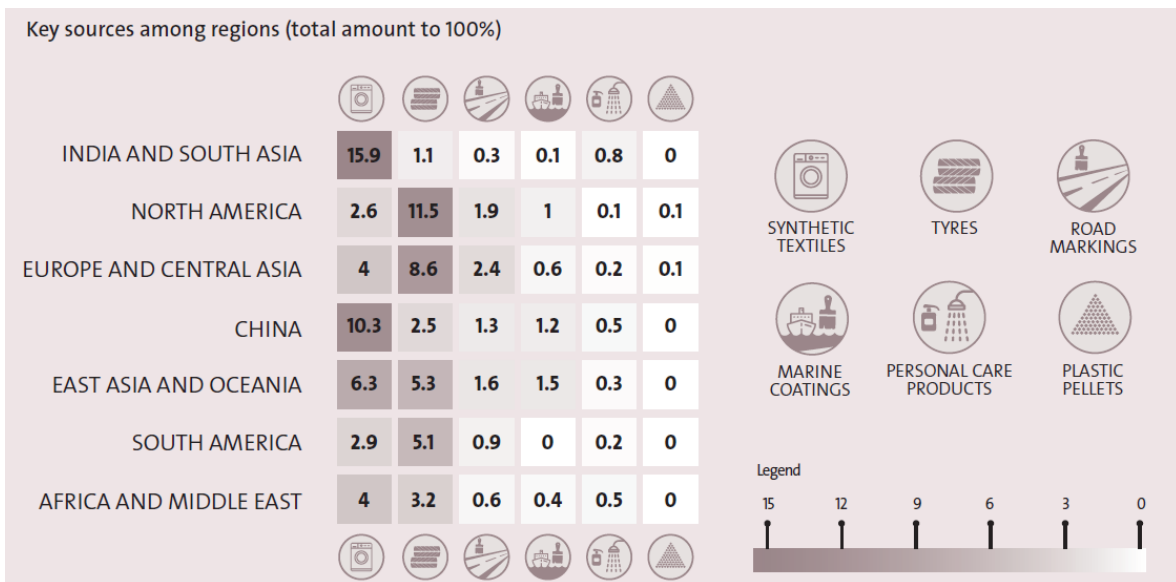 Key sources among regions (total amount to 100%)
INDIA AND SOUTH ASIA 15.9 1.1 0.3 0.1 0.8 0
NORTH AMERICA 2.6 11.5 1.9 1 0.1 0.1
EUROPE AND CENTRAL ASIA 4 8.6 2.4 0.6 0.2 0.1
CHINA 10.3 2.5 1.3 1.2 0.5 0
EAST ASIA AND OCEANIA 6.3 5.3 1.6 1.5 0.3 0
SOUTH AMERICA 2.9 5.1 0.9 0 0.2 0
AFRICA AND MIDDLE EAST 4 3.2 0.6 0.4 0.5 0
SYNTHETIC
TEXTILES
TYRES
ROAD
MARKINGS
MARINE
COATINGS
PERSONAL CARE
PRODUCTS
PLASTIC
PELLETS
Legend
15 12 9 6 3 0